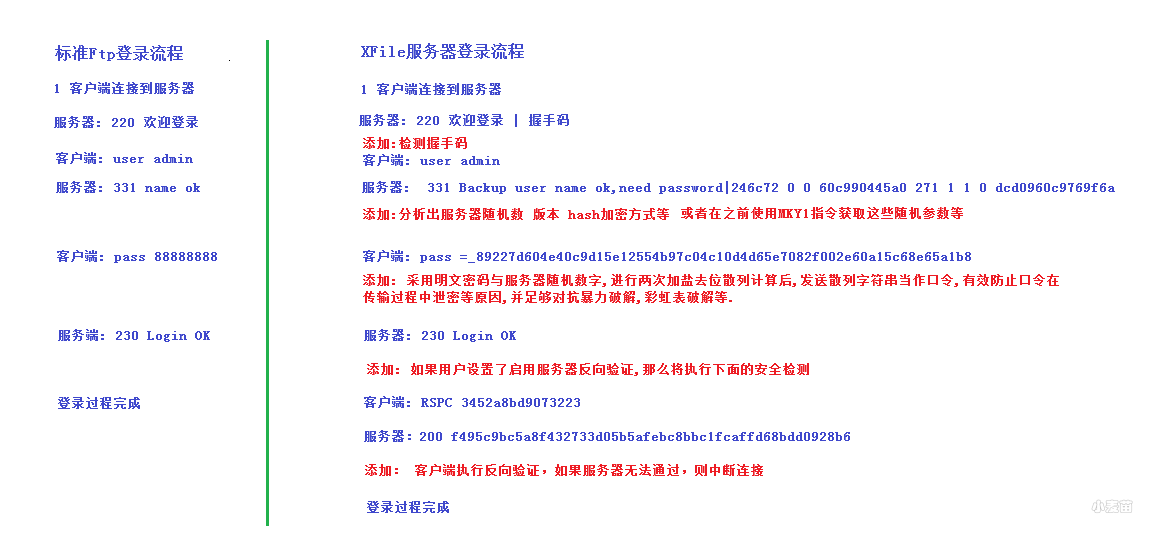 标准Ftp登录流程
1 客户端连接到服务器
服务器: 220 欢迎登录
客户端: user admin
服务器: 331 name ok
客户端: pass 88888888
服务端: 230 Login OK
登录过程完成
XFile服务器登录流程
1 客户端连接到服务器
服务器: 220 欢迎登录 | 握手码
添加:检测握手码
客户端: user admin
服务器: 331 Backup user name ok,need password|246c72 0 0 60c990445a0 271 1 1 0 dcd0960c9769f6a
添加:分析出服务器随机数 版本 hash加密方式等 或者在之前使用MKY1指令获取这些随机参数等
客户端: pass =_89227d604e40c9d15e12554b97c04c10d4d65e7082f002e60a15c68e65a1b8
添加: 采用明文密码与服务器随机数字,进行两次加盐去位散列计算后,发送散列字符串当作口令,有效防止口令在
传输过程中泄密等原因,并足够对抗暴力破解,彩虹表破解等.
服务器: 230 Login OK
添加: 如果用户设置了启用服务器反向验证,那么将执行下面的安全检测
客户端: RSPC 3452a8bd9073223
服务器: 200 f495c9bc5a8f432733d05b5afebc8bbc1fcaffd68bdd0928b6
添加: 客户端执行反向验证，如果服务器无法通过，则中断连接
登录过程完成